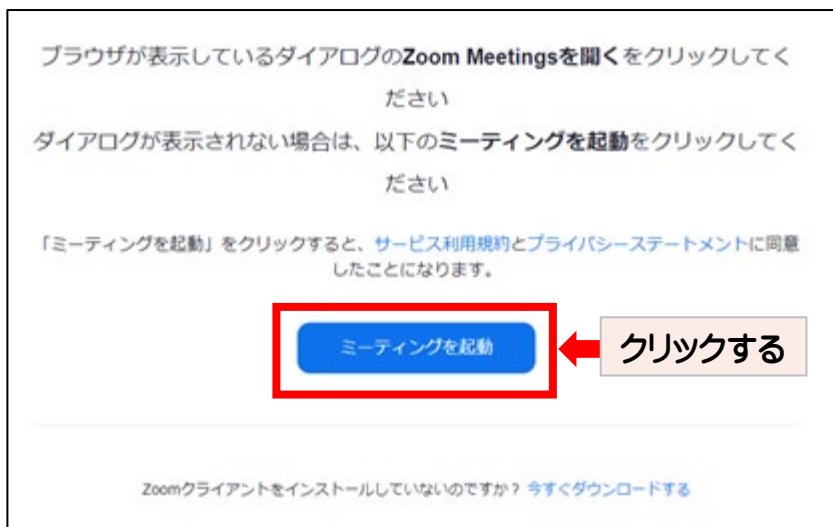 ブラウザが表示しているダイアログのZoom Meetingsを開くをクリックしてく
ださい
ダイアログが表示されない場合は、以下のミーティングを起動をクリックしてく
ださい
「ミーティングを起動」をクリックすると、サービス利用規約とプライバシーステートメントに同意
したことになります。
ミーティングを起動
クリックする
Zoomクライアントをインストールしていないのですか？今すぐダウンロードする